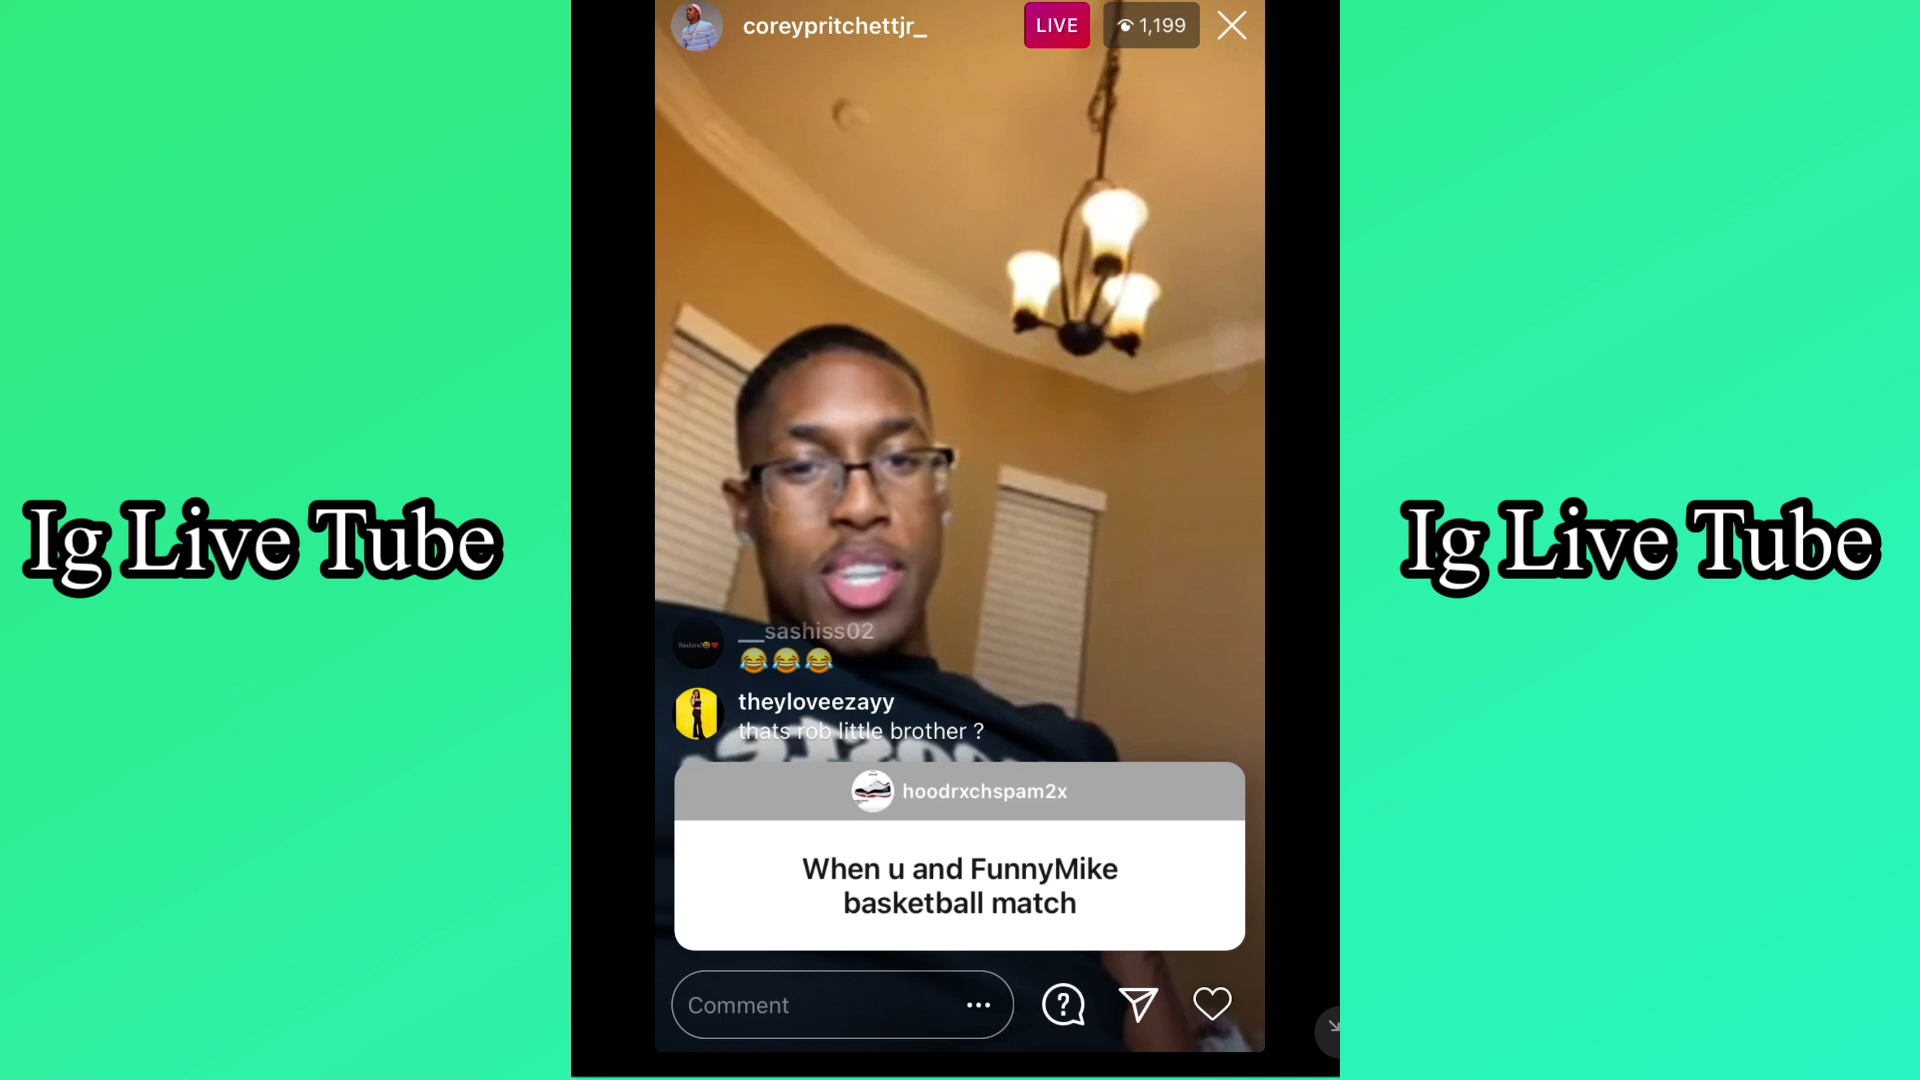 coreypritchettjr_
LIVE
1,199
Ig Live Tube
Ig Live Tube
__sashiss02
😂😂😂
theyloveezayy
thats rob little brother ?
hoodrxchspam2x
When u and FunnyMike
basketball match
Comment